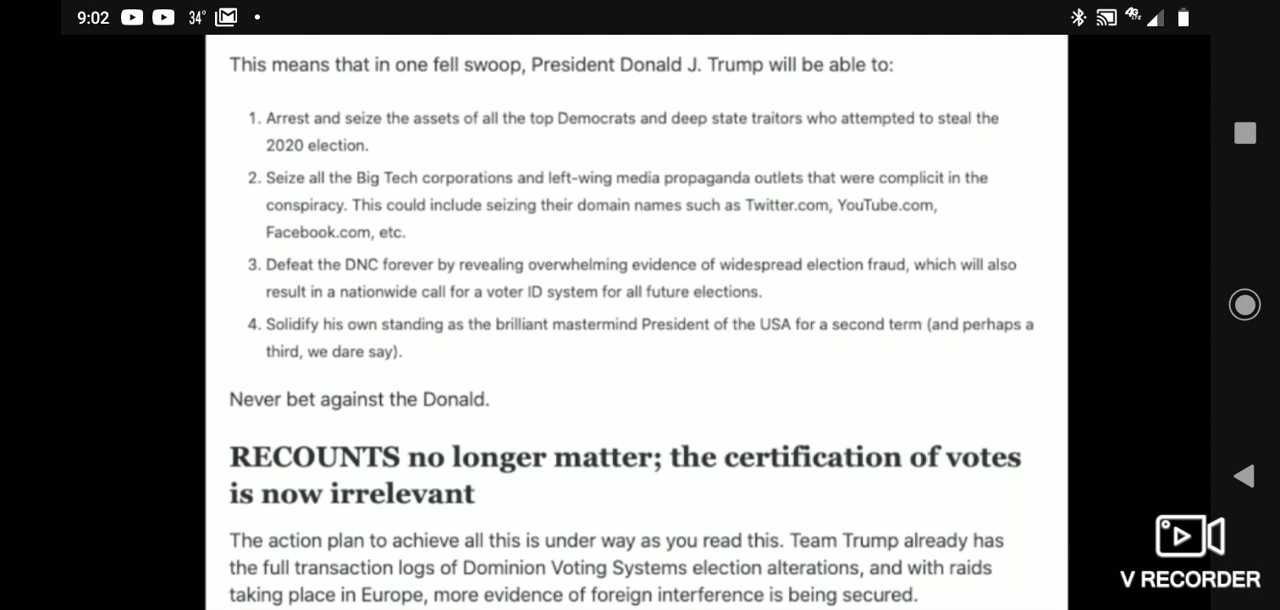 9:02 34°
4G LTE
This means that in one fell swoop, President Donald J. Trump will be able to:
1. Arrest and seize the assets of all the top Democrats and deep state traitors who attempted to steal the
2020 election.
2. Seize all the Big Tech corporations and left-wing media propaganda outlets that were complicit in the
conspiracy. This could include seizing their domain names such as Twitter.com, YouTube.com,
Facebook.com, etc.
3. Defeat the DNC forever by revealing overwhelming evidence of widespread election fraud, which will also
result in a nationwide call for a voter ID system for all future elections.
4. Solidify his own standing as the brilliant mastermind President of the USA for a second term (and perhaps a
third, we dare say).
Never bet against the Donald.
RECOUNTS no longer matter; the certification of votes
is now irrelevant
The action plan to achieve all this is under way as you read this. Team Trump already has
the full transaction logs of Dominion Voting Systems election alterations, and with raids
taking place in Europe, more evidence of foreign interference is being secured.
V RECORDER